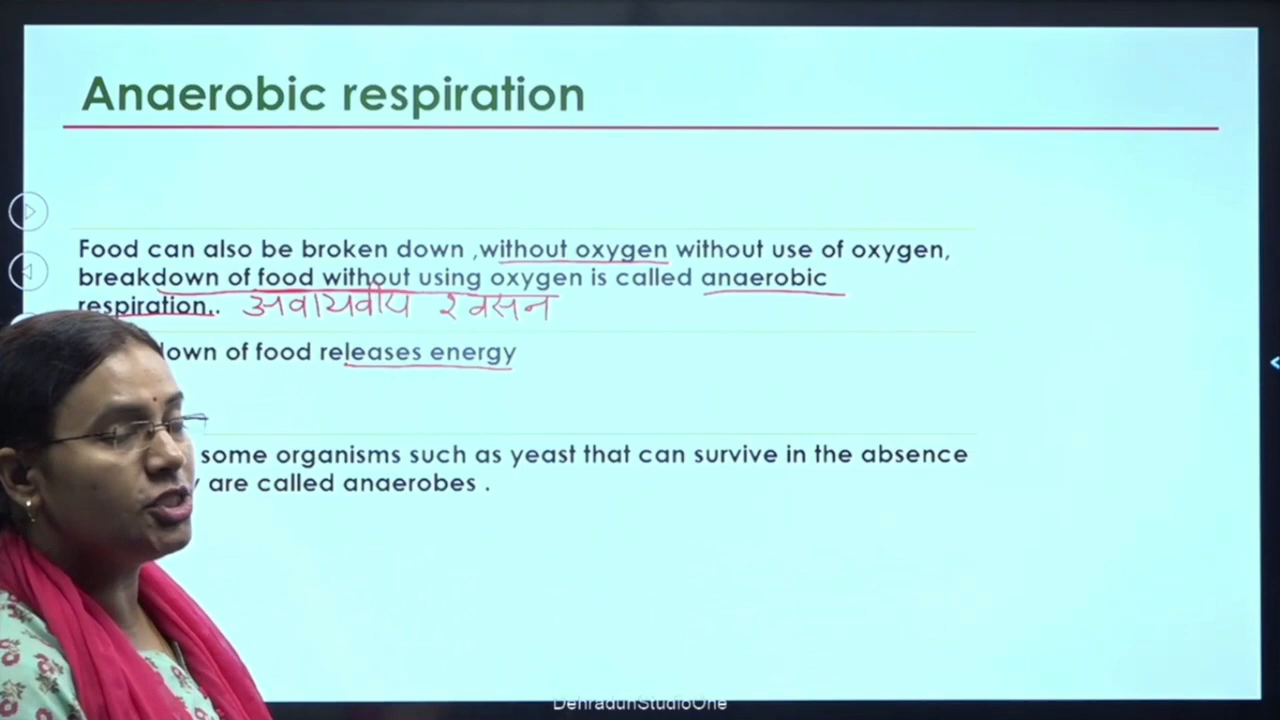 Anaerobic respiration
Food can also be broken down ,without oxygen without use of oxygen,
breakdown of food without using oxygen is called anaerobic
respiration,. अवायवीय श्वसन
down of food releases energy
some organisms such as yeast that can survive in the absence
y are called anaerobes .
DehradunStudioOne